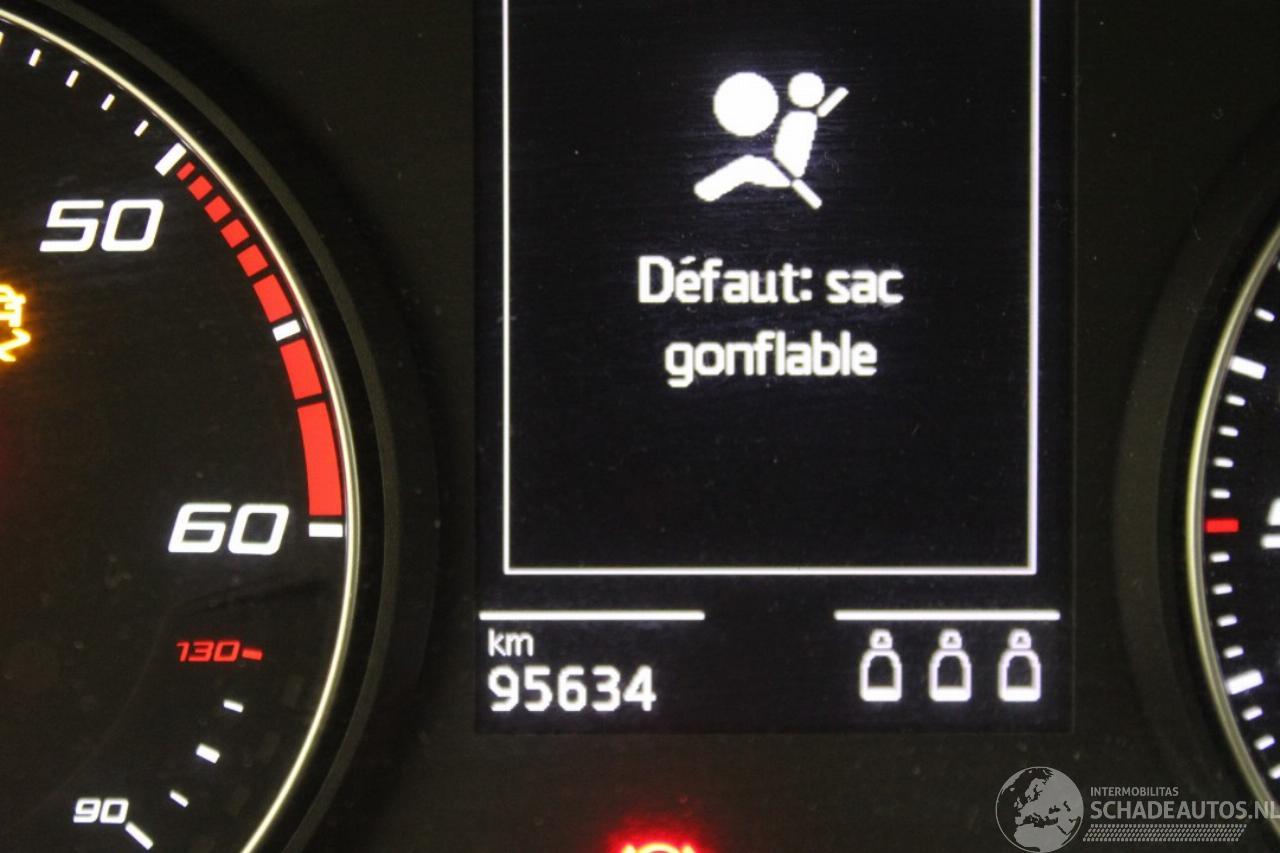 50
60
130
90
Défaut: sac
gonflable
km
95634
INTERMOBILITAS
SCHADEAUTOS.NL